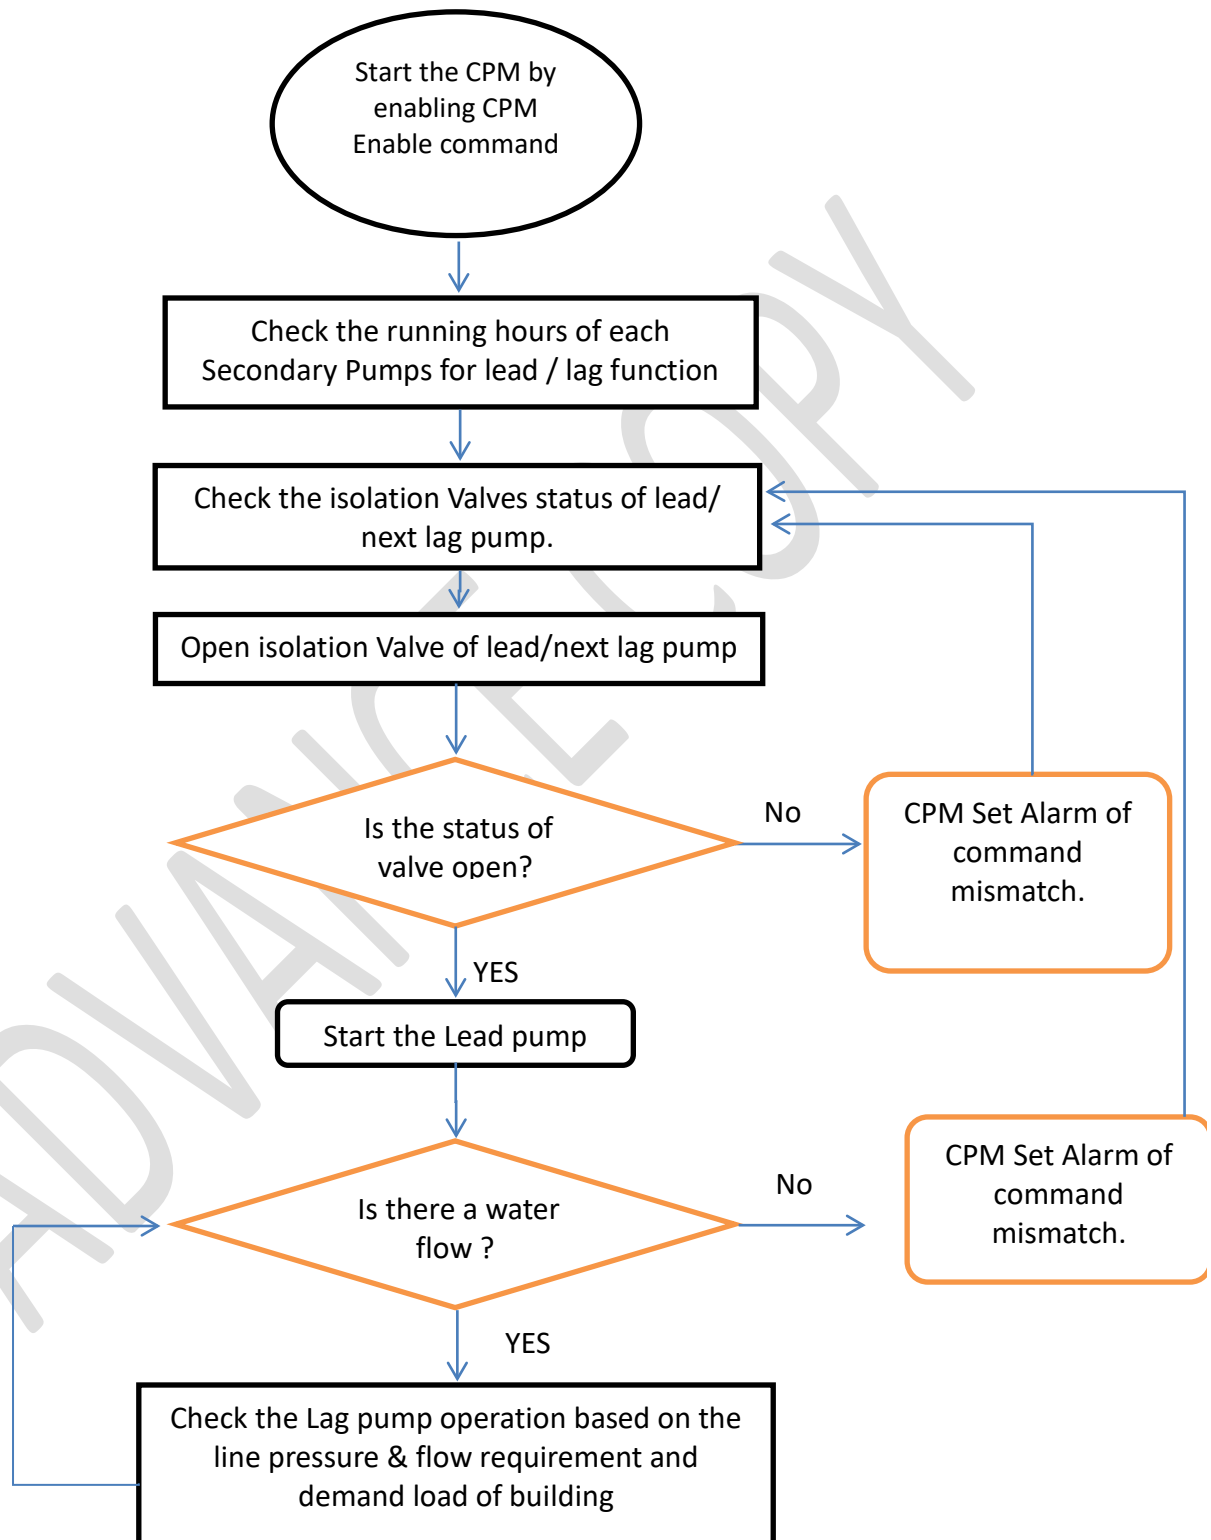 Start the CPM by
enabling CPM
Enable command
Check the running hours of each
Secondary Pumps for lead / lag function
Check the isolation Valves status of lead/
next lag pump.
Open isolation Valve of lead/next lag pump
Is the status of
valve open?
No
CPM Set Alarm of
command
mismatch.
YES
Start the Lead pump
Is there a water
flow ?
No
CPM Set Alarm of
command
mismatch.
YES
Check the Lag pump operation based on the
line pressure & flow requirement and
demand load of building
ADVANCE COPY